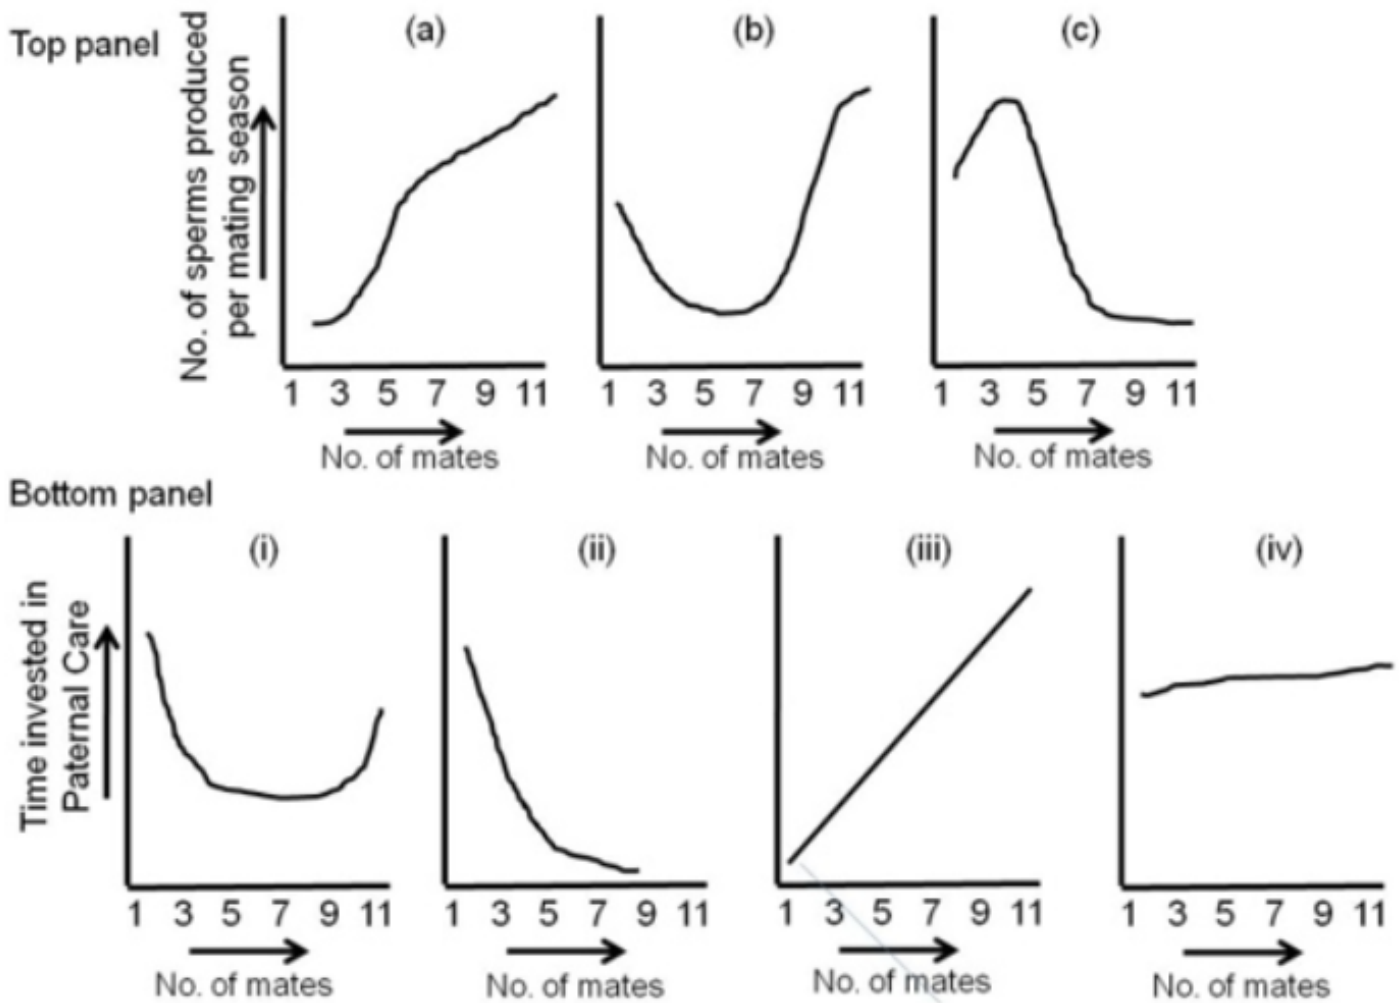 Top panel
No. of sperms produced
per mating season
(a)
(b)
(c)
1 3 5 7 9 11
1 3 5 7 9 11
1 3 5 7 9 11
No. of mates
No. of mates
No. of mates
Bottom panel
Time invested in
Paternal Care
(i)
(ii)
(iii)
(iv)
1 3 5 7 9 11
1 3 5 7 9 11
1 3 5 7 9 11
1 3 5 7 9 11
No. of mates
No. of mates
No. of mates
No. of mates